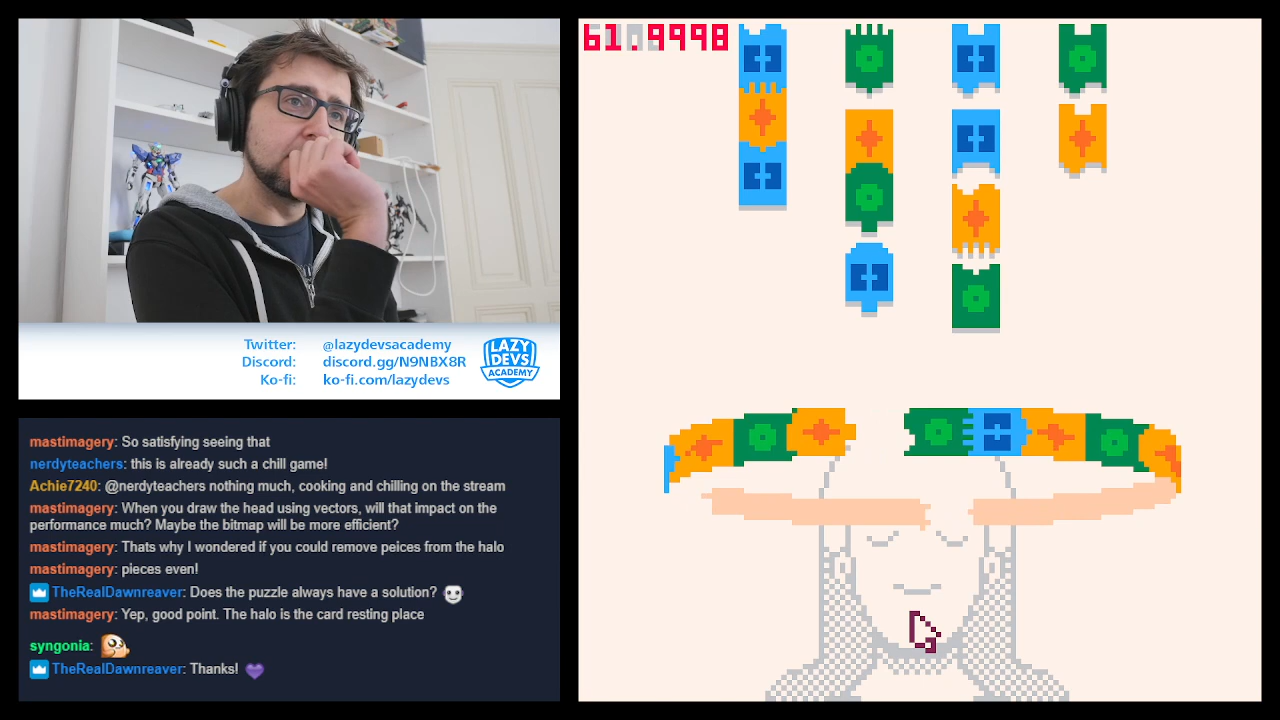 61.9998
Twitter: @lazydevsacademy
Discord: discord.gg/N9NBX8R
Ko-fi: ko-fi.com/lazydevs
LAZY
DEVS
ACADEMY
mastimagery: So satisfying seeing that
nerdyteachers: this is already such a chill game!
Achie7240: @nerdyteachers nothing much, cooking and chilling on the stream
mastimagery: When you draw the head using vectors, will that impact on the
performance much? Maybe the bitmap will be more efficient?
mastimagery: Thats why I wondered if you could remove peices from the halo
mastimagery: pieces even!
TheRealDawnreaver: Does the puzzle always have a solution?
mastimagery: Yep, good point. The halo is the card resting place
syngonia:
TheRealDawnreaver: Thanks!